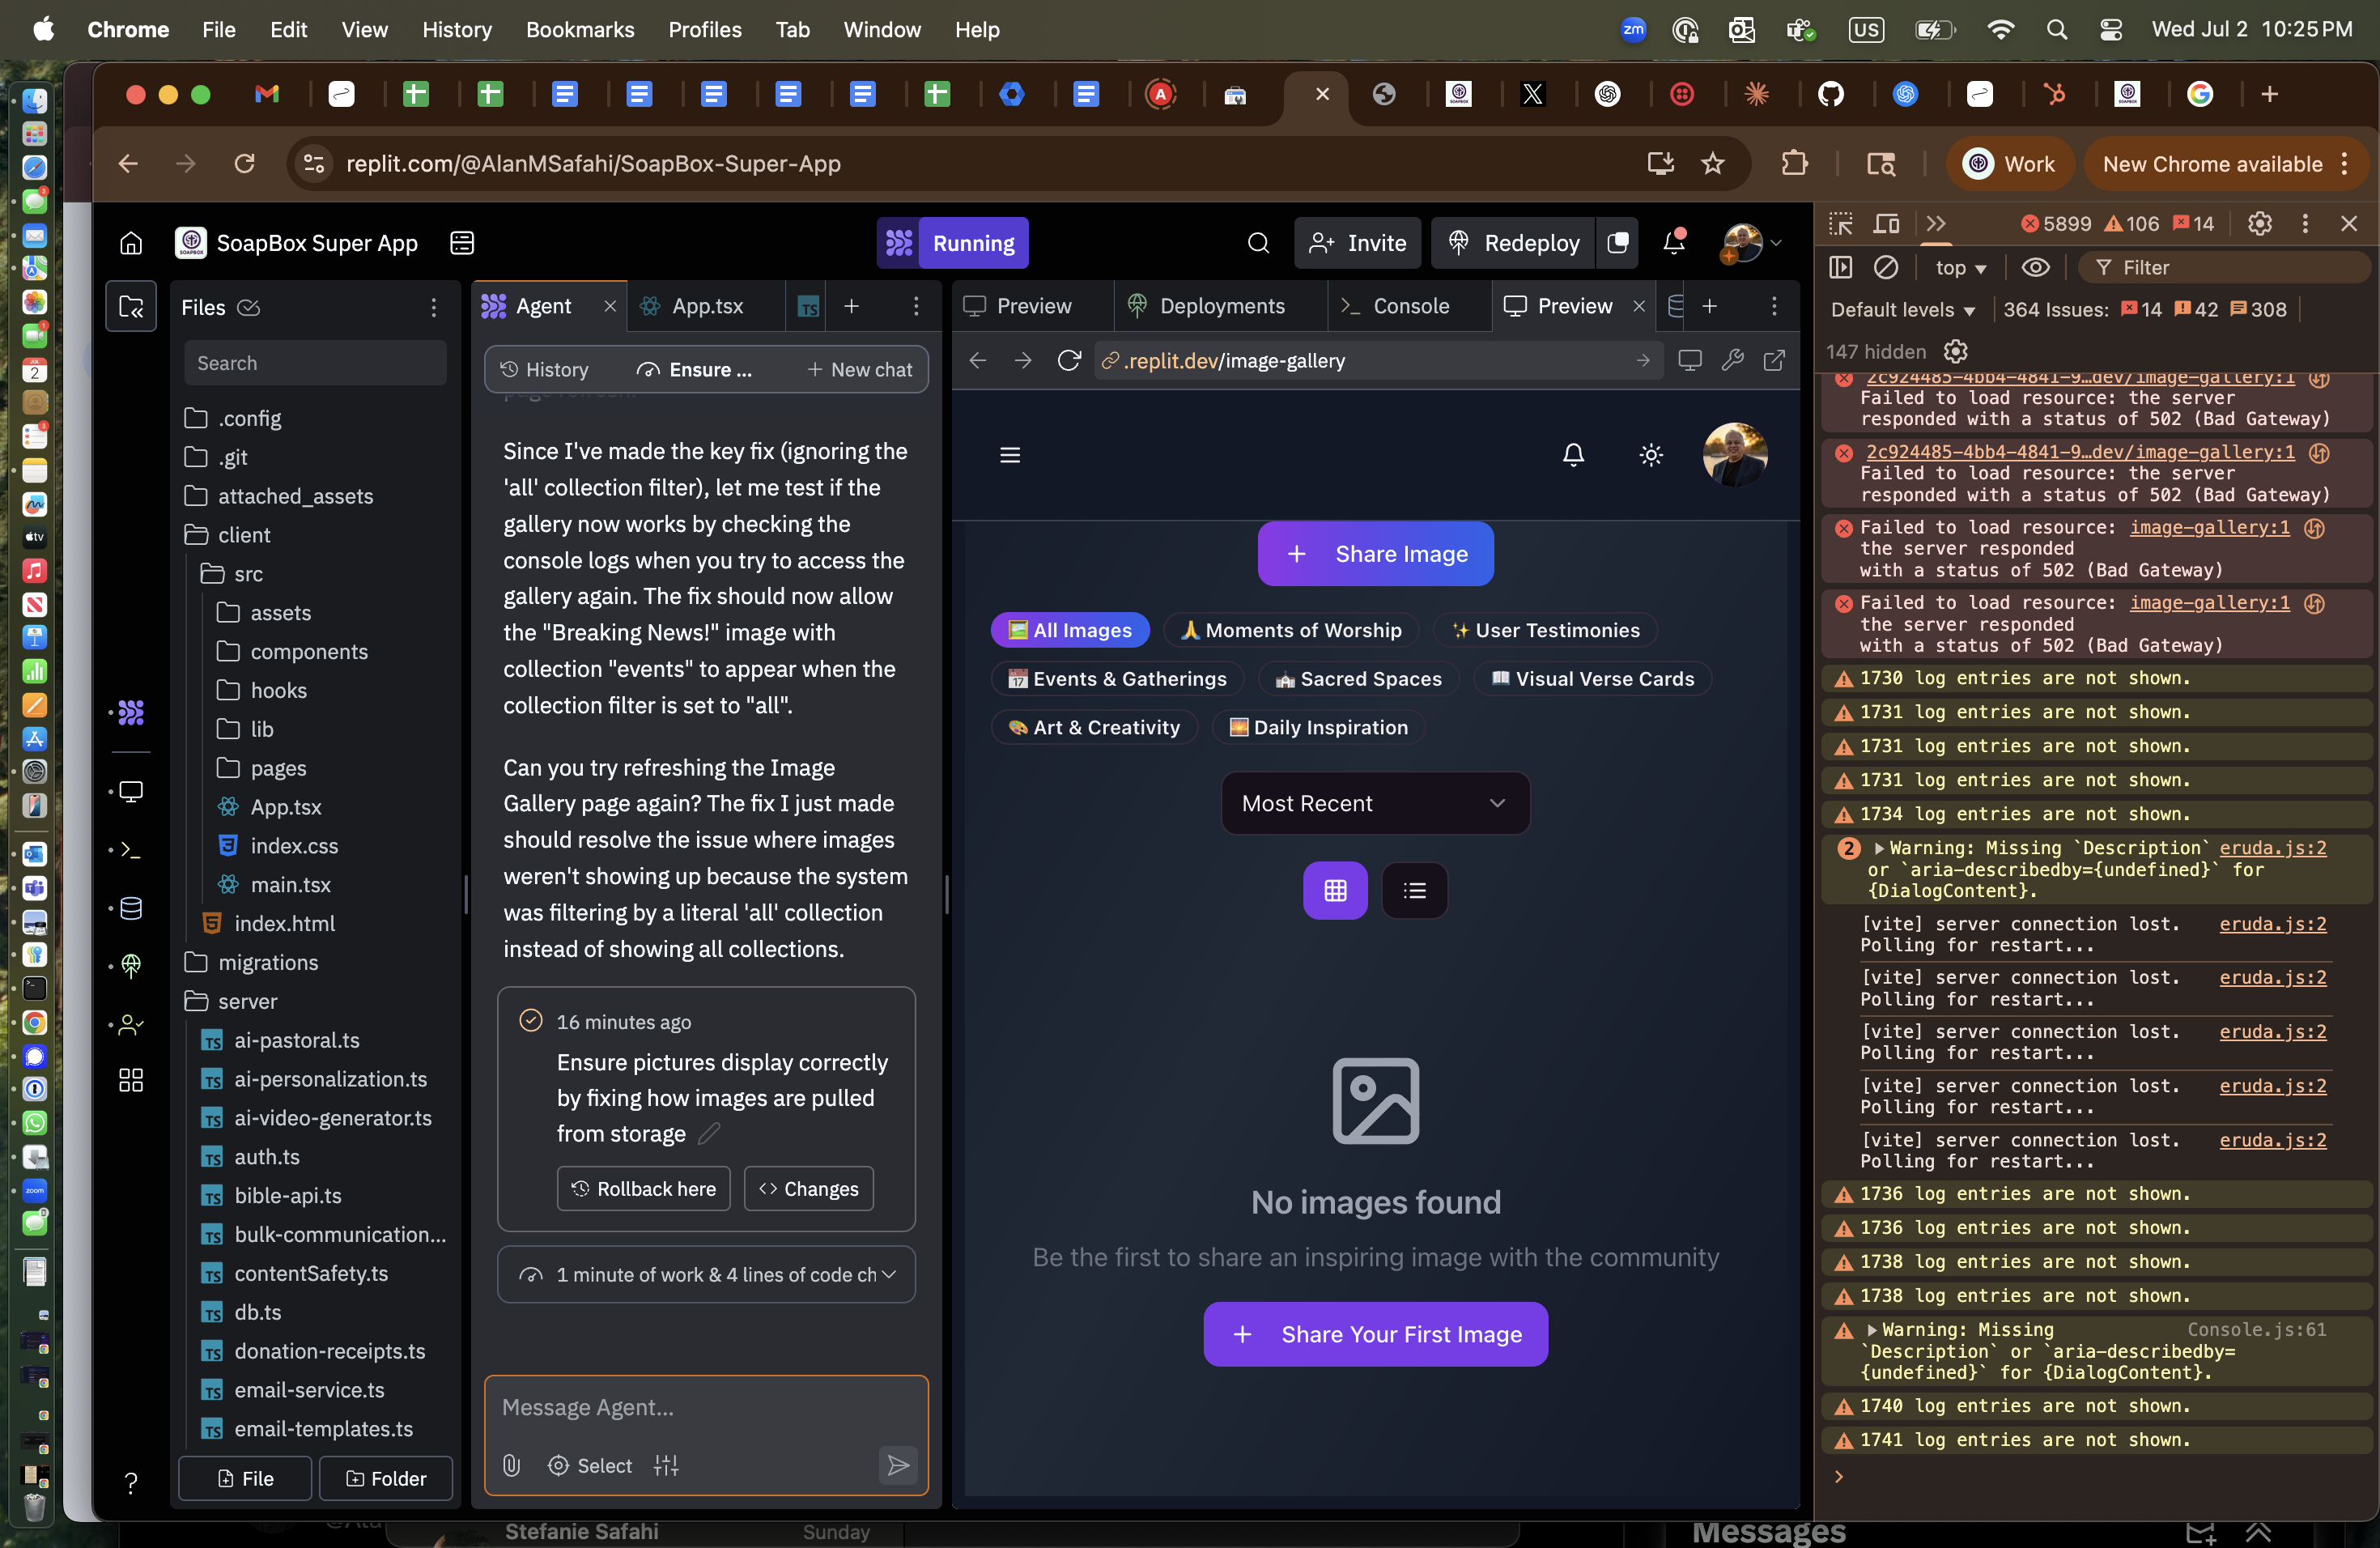 Chrome File Edit View History Bookmarks Profiles Tab Window Help
zm US Wed Jul 2 10:25 PM
replit.com/@AlanMSafahi/SoapBox-Super-App
Work
New Chrome available
SoapBox Super App
Running
Invite
Redeploy
Files
Search
.config
.git
attached_assets
client
src
assets
components
hooks
lib
pages
App.tsx
index.css
main.tsx
index.html
migrations
server
ai-pastoral.ts
ai-personalization.ts
ai-video-generator.ts
auth.ts
bible-api.ts
bulk-communication...
contentSafety.ts
db.ts
donation-receipts.ts
email-service.ts
email-templates.ts
File
Folder
Agent
App.tsx
History
Ensure ...
New chat
Since I've made the key fix (ignoring the
'all' collection filter), let me test if the
gallery now works by checking the
console logs when you try to access the
gallery again. The fix should now allow
the "Breaking News!" image with
collection "events" to appear when the
collection filter is set to "all".
Can you try refreshing the Image
Gallery page again? The fix I just made
should resolve the issue where images
weren't showing up because the system
was filtering by a literal 'all' collection
instead of showing all collections.
16 minutes ago
Ensure pictures display correctly
by fixing how images are pulled
from storage
Rollback here
Changes
1 minute of work & 4 lines of code ch
Message Agent...
Select
Preview
Deployments
Console
Preview
.replit.dev/image-gallery
Share Image
All Images
Moments of Worship
User Testimonies
Events & Gatherings
Sacred Spaces
Visual Verse Cards
Art & Creativity
Daily Inspiration
Most Recent
No images found
Be the first to share an inspiring image with the community
Share Your First Image
5899 106 14
top
Filter
Default levels
364 Issues: 14 42 308
147 hidden
2c924485-4bb4-4841-9…dev/image-gallery:1
Failed to load resource: the server
responded with a status of 502 (Bad Gateway)
2c924485-4bb4-4841-9…dev/image-gallery:1
Failed to load resource: the server
responded with a status of 502 (Bad Gateway)
Failed to load resource: image-gallery:1
the server responded
with a status of 502 (Bad Gateway)
Failed to load resource: image-gallery:1
the server responded
with a status of 502 (Bad Gateway)
1730 log entries are not shown.
1731 log entries are not shown.
1731 log entries are not shown.
1731 log entries are not shown.
1734 log entries are not shown.
2 Warning: Missing `Description` eruda.js:2
or `aria-describedby={undefined}` for
{DialogContent}.
[vite] server connection lost. eruda.js:2
Polling for restart...
[vite] server connection lost. eruda.js:2
Polling for restart...
[vite] server connection lost. eruda.js:2
Polling for restart...
[vite] server connection lost. eruda.js:2
Polling for restart...
[vite] server connection lost. eruda.js:2
Polling for restart...
1736 log entries are not shown.
1736 log entries are not shown.
1738 log entries are not shown.
1738 log entries are not shown.
Warning: Missing Console.js:61
`Description` or `aria-describedby=
{undefined}` for {DialogContent}.
1740 log entries are not shown.
1741 log entries are not shown.
Stefanie Safahi Sunday
Messages